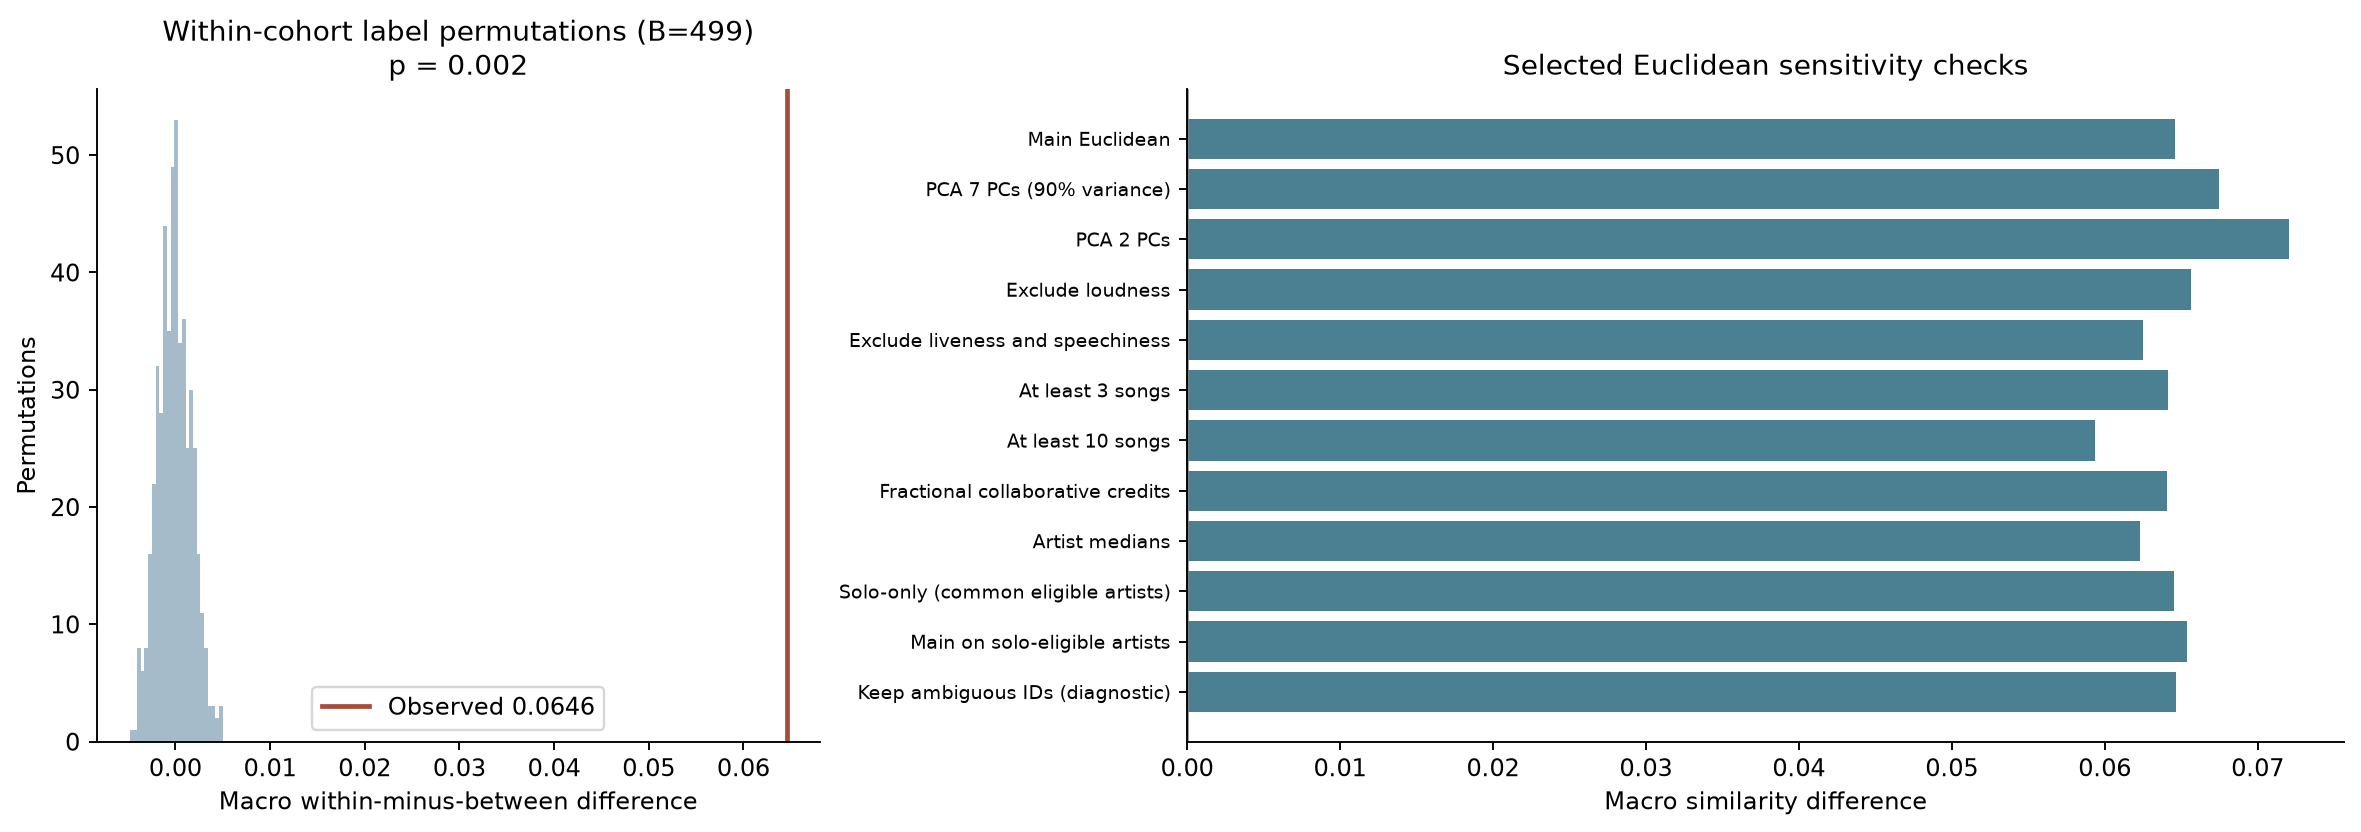 Within-cohort label permutations (B=499)
p = 0.002
Permutations
50
40
30
20
10
0
Observed 0.0646
0.00 0.01 0.02 0.03 0.04 0.05 0.06
Macro within-minus-between difference
Selected Euclidean sensitivity checks
Main Euclidean
PCA 7 PCs (90% variance)
PCA 2 PCs
Exclude loudness
Exclude liveness and speechiness
At least 3 songs
At least 10 songs
Fractional collaborative credits
Artist medians
Solo-only (common eligible artists)
Main on solo-eligible artists
Keep ambiguous IDs (diagnostic)
0.00 0.01 0.02 0.03 0.04 0.05 0.06 0.07
Macro similarity difference